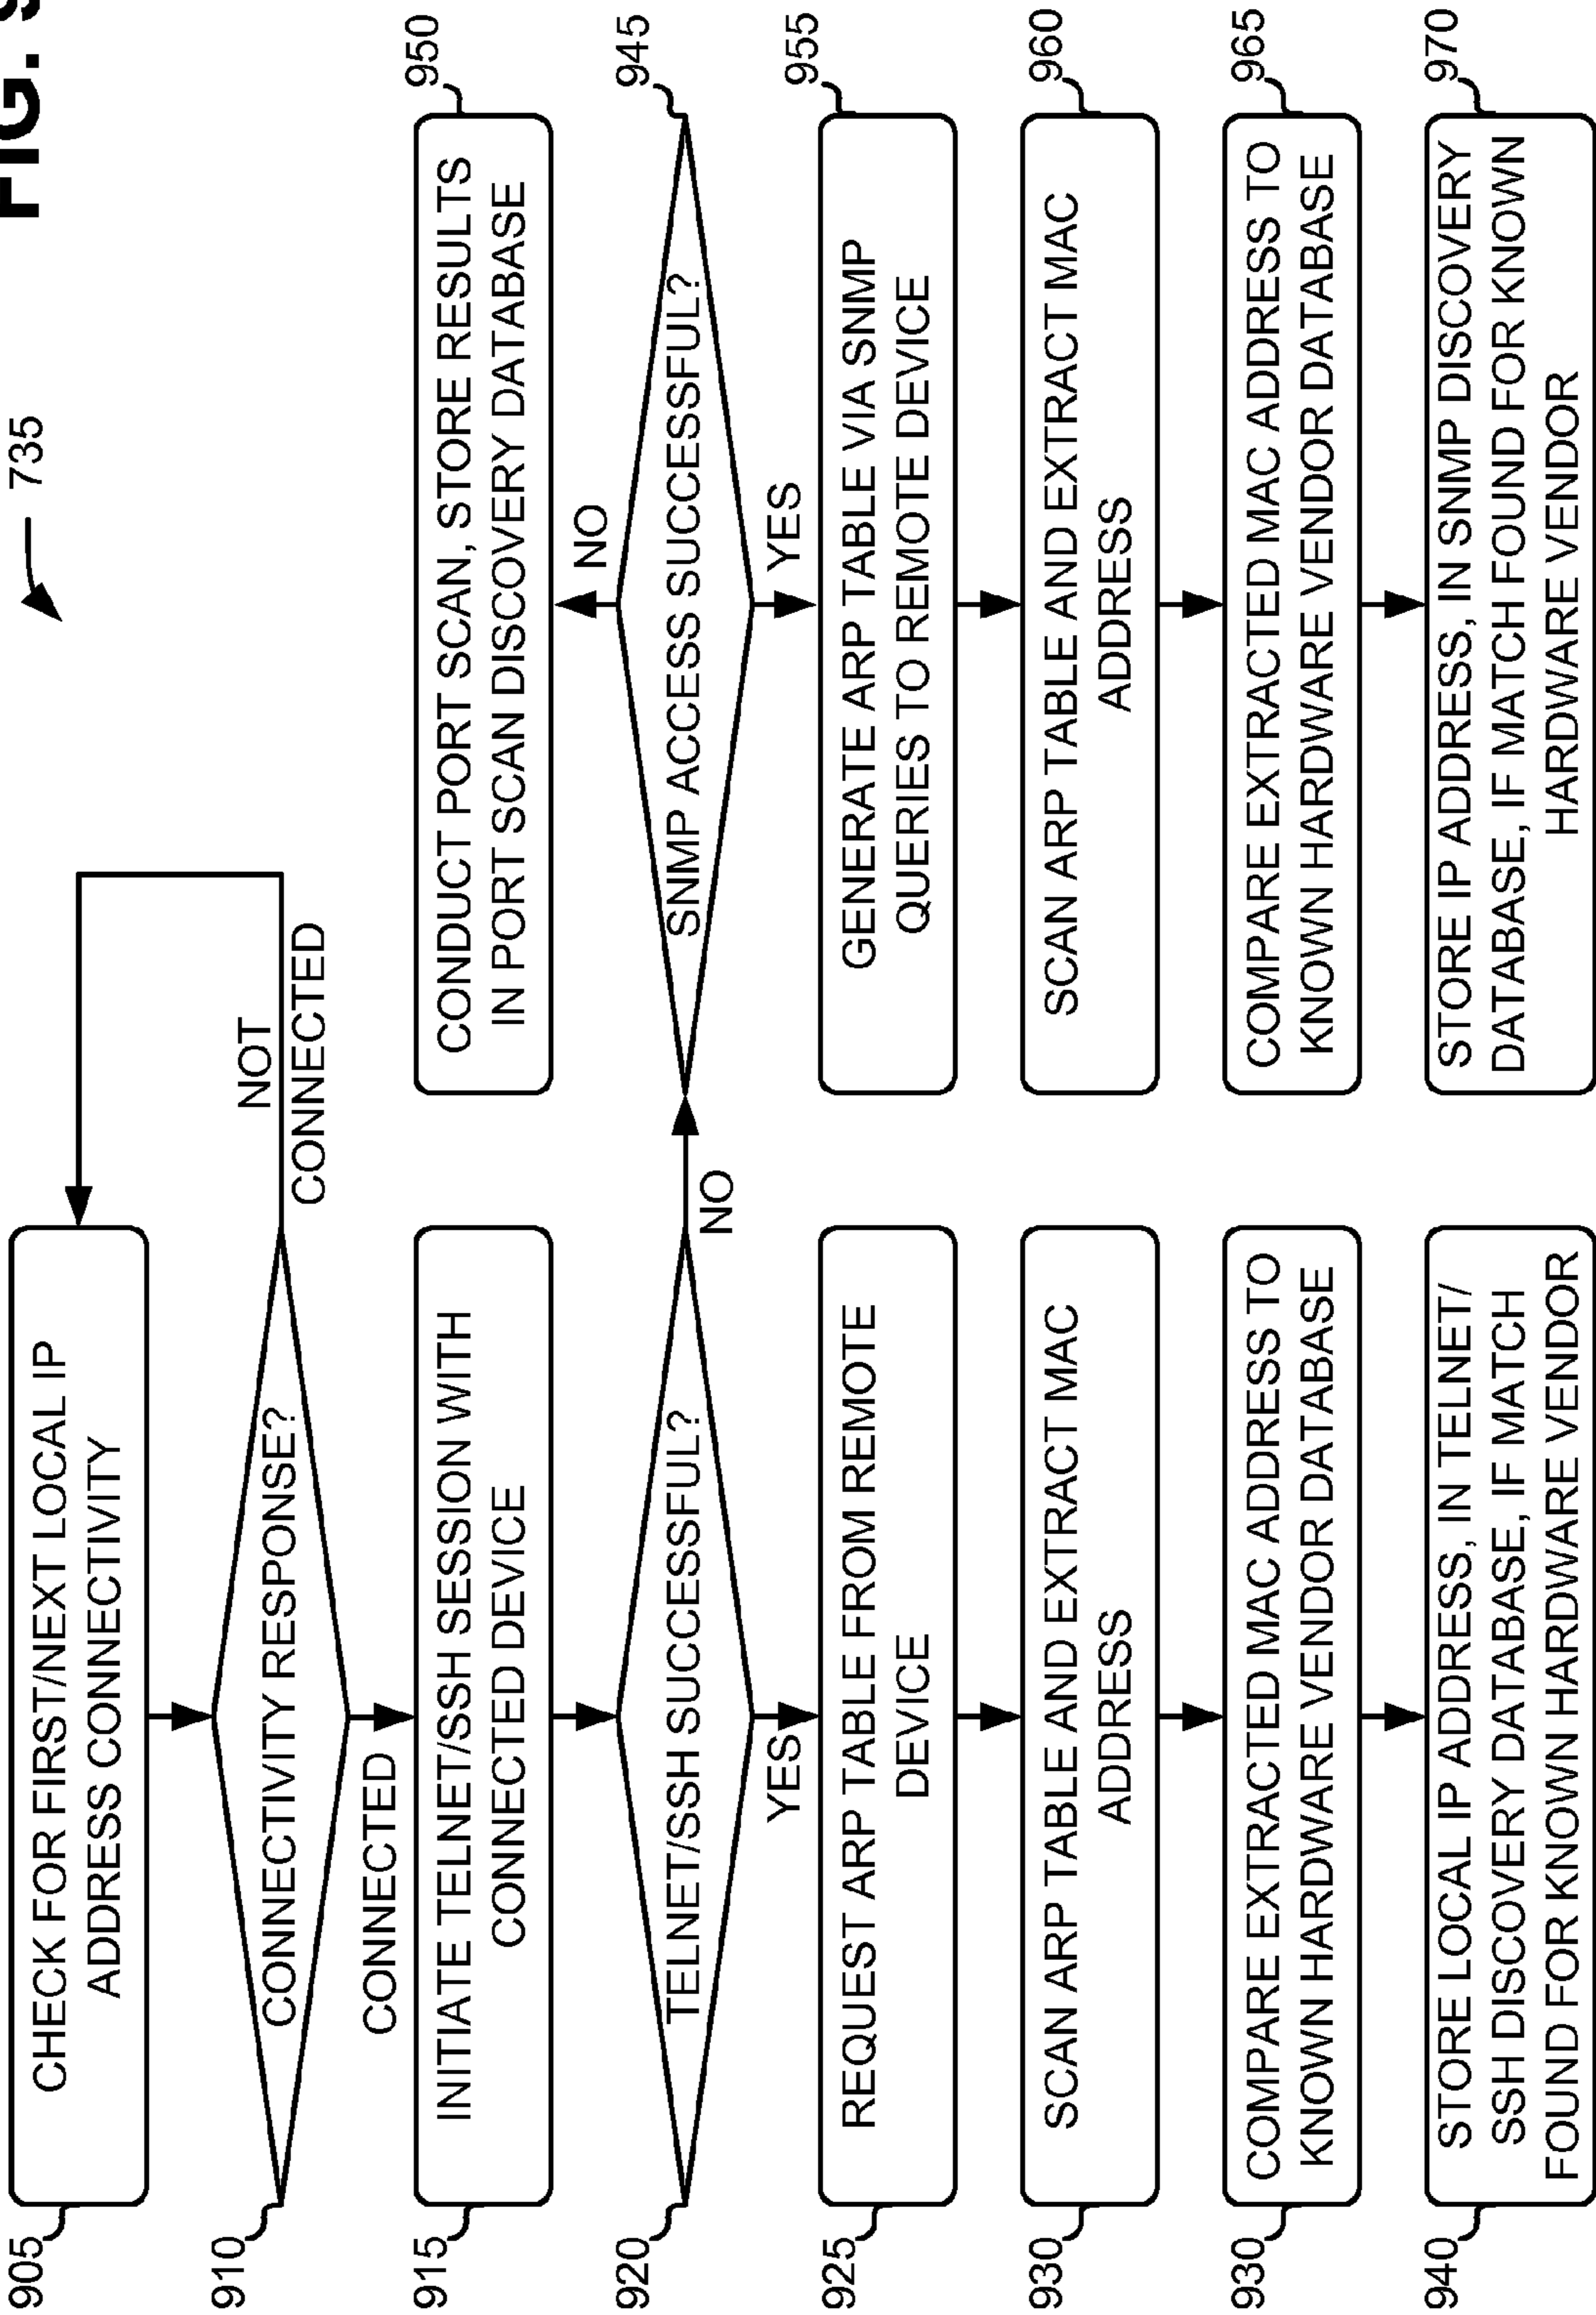 FIG. 9
735
905
CHECK FOR FIRST/NEXT LOCAL IP
ADDRESS CONNECTIVITY
910
CONNECTIVITY RESPONSE?
NOT
CONNECTED
CONNECTED
915
INITIATE TELNET/SSH SESSION WITH
CONNECTED DEVICE
920
TELNET/SSH SUCCESSFUL?
NO
YES
925
REQUEST ARP TABLE FROM REMOTE
DEVICE
930
SCAN ARP TABLE AND EXTRACT MAC
ADDRESS
930
COMPARE EXTRACTED MAC ADDRESS TO
KNOWN HARDWARE VENDOR DATABASE
940
STORE LOCAL IP ADDRESS, IN TELNET/
SSH DISCOVERY DATABASE, IF MATCH
FOUND FOR KNOWN HARDWARE VENDOR
950
CONDUCT PORT SCAN, STORE RESULTS
IN PORT SCAN DISCOVERY DATABASE
NO
945
SNMP ACCESS SUCCESSFUL?
YES
955
GENERATE ARP TABLE VIA SNMP
QUERIES TO REMOTE DEVICE
960
SCAN ARP TABLE AND EXTRACT MAC
ADDRESS
965
COMPARE EXTRACTED MAC ADDRESS TO
KNOWN HARDWARE VENDOR DATABASE
970
STORE IP ADDRESS, IN SNMP DISCOVERY
DATABASE, IF MATCH FOUND FOR KNOWN
HARDWARE VENDOR